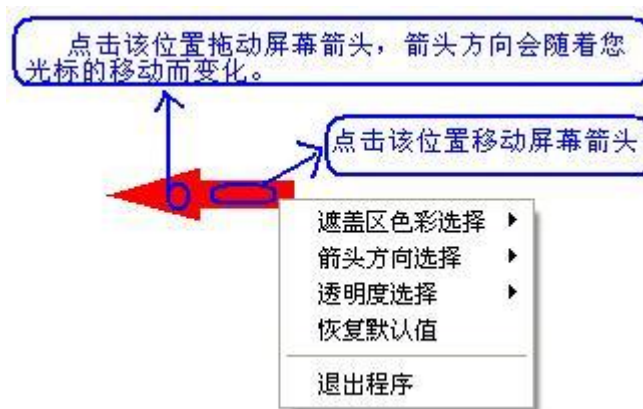 点击该位置拖动屏幕箭头，箭头方向会随着您
光标的移动而变化。
点击该位置移动屏幕箭头
遮盖区色彩选择
箭头方向选择
透明度选择
恢复默认值
退出程序